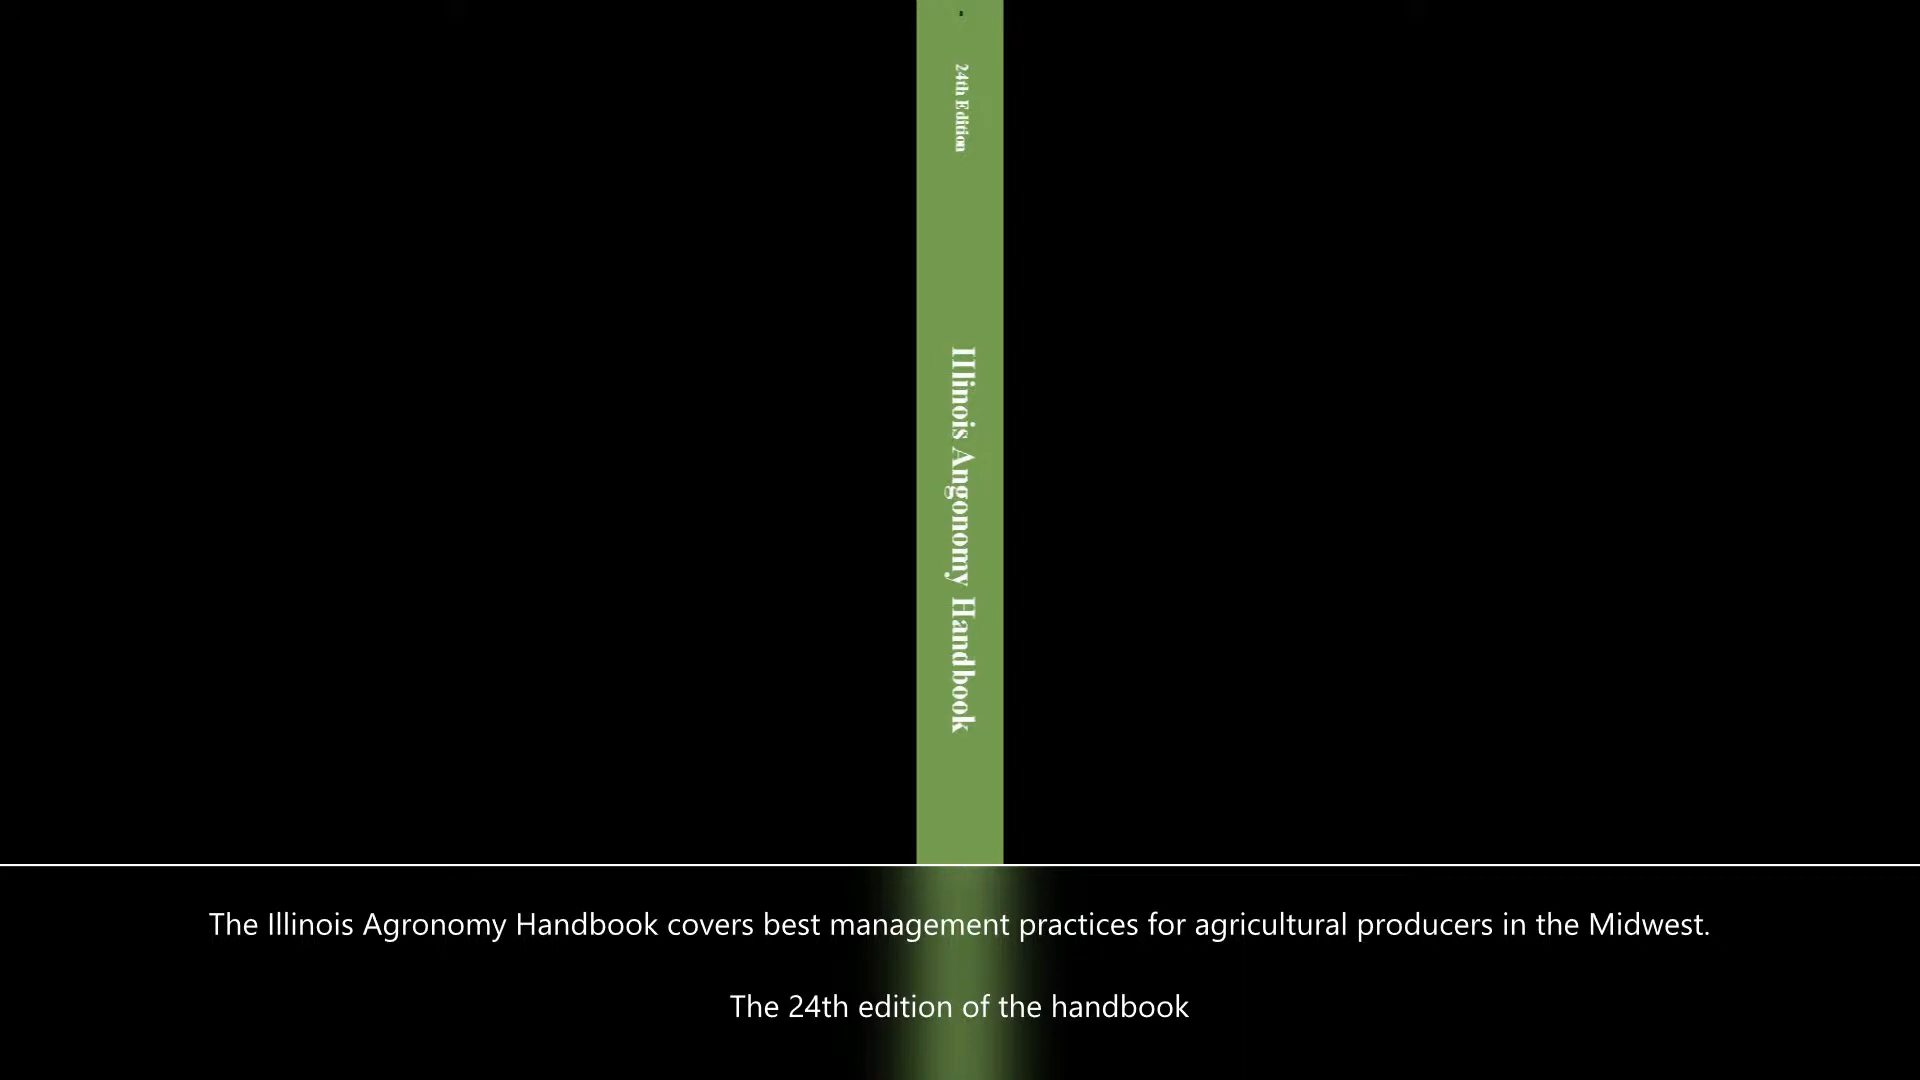 24th Edition
Illinois Angonomy Handbook
The Illinois Agronomy Handbook covers best management practices for agricultural producers in the Midwest.
The 24th edition of the handbook